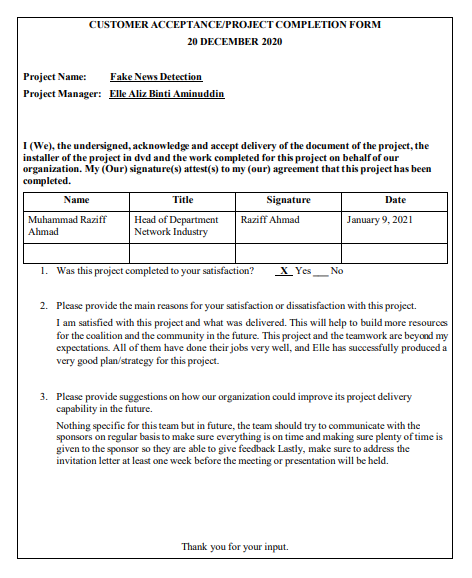 CUSTOMER ACCEPTANCE/PROJECT COMPLETION FORM
20 DECEMBER 2020
Project Name: Fake News Detection
Project Manager: Elle Aliz Binti Aminuddin
I (We), the undersigned, acknowledge and accept delivery of the document of the project, the
installer of the project in dvd and the work completed for this project on behalf of our
organization. My (Our) signature(s) attest(s) to my (our) agreement that this project has been
completed.
Name Title Signature Date
Muhammad Raziff Head of Department Raziff Ahmad January 9, 2021
Ahmad Network Industry
1. Was this project completed to your satisfaction? _X_ Yes ___ No
2. Please provide the main reasons for your satisfaction or dissatisfaction with this project.
I am satisfied with this project and what was delivered. This will help to build more resources
for the coalition and the community in the future. This project and the teamwork are beyond my
expectations. All of them have done their jobs very well, and Elle has successfully produced a
very good plan/strategy for this project.
3. Please provide suggestions on how our organization could improve its project delivery
capability in the future.
Nothing specific for this team but in future, the team should try to communicate with the
sponsors on regular basis to make sure everything is on time and making sure plenty of time is
given to the sponsor so they are able to give feedback Lastly, make sure to address the
invitation letter at least one week before the meeting or presentation will be held.
Thank you for your input.